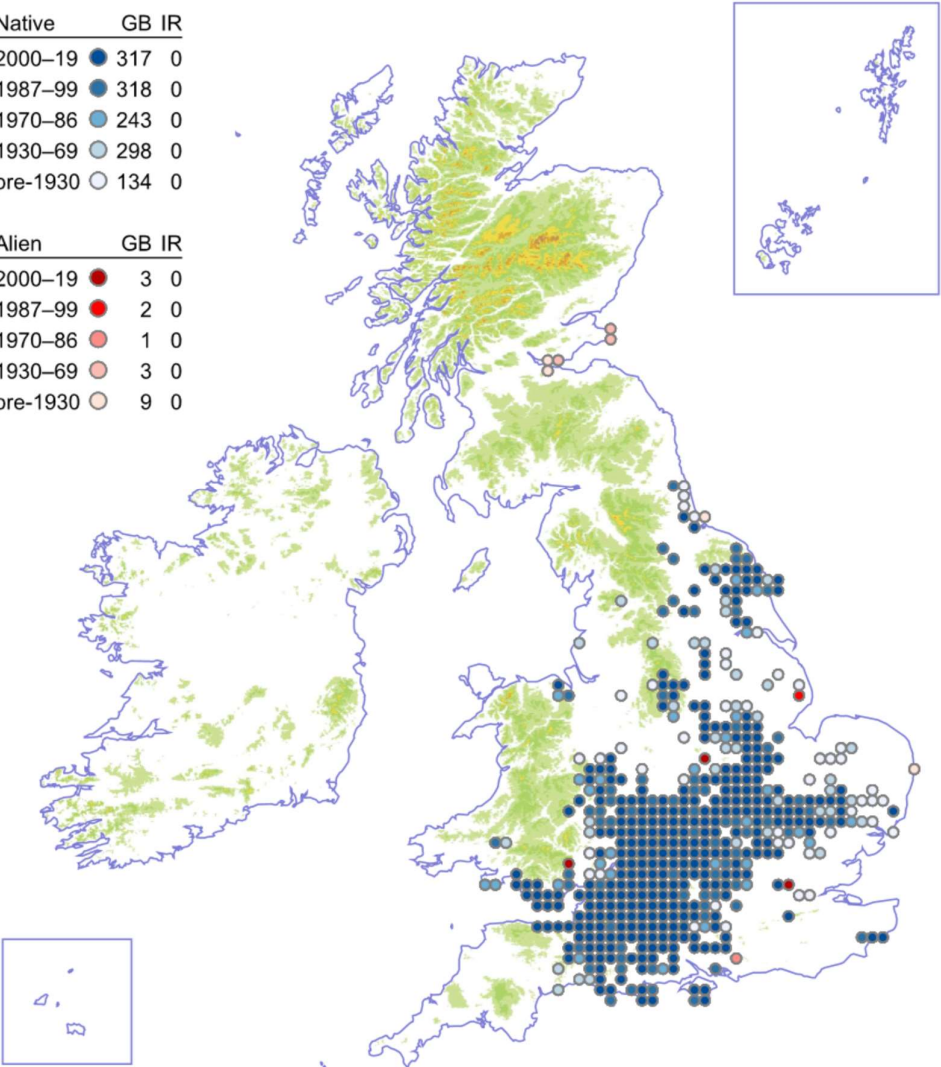 Native GB IR
2000–19 317 0
1987–99 318 0
1970–86 243 0
1930–69 298 0
pre-1930 134 0
Alien GB IR
2000–19 3 0
1987–99 2 0
1970–86 1 0
1930–69 3 0
pre-1930 9 0